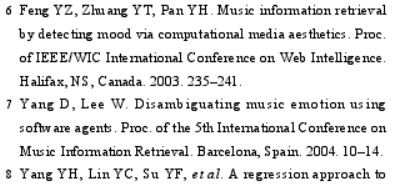 6 Feng YZ, Zhuang YT, Pan YH. Music information retrieval
by detecting mood via computational media aesthetics. Proc.
of IEEE/WIC International Conference on Web Intelligence.
Halifax, NS, Canada. 2003. 235–241.
7 Yang D, Lee W. Disambiguating music emotion using
software agents. Proc. of the 5th International Conference on
Music Information Retrieval. Barcelona, Spain. 2004. 10–14.
8 Yang YH, Lin YC, Su YF, et al. A regression approach to